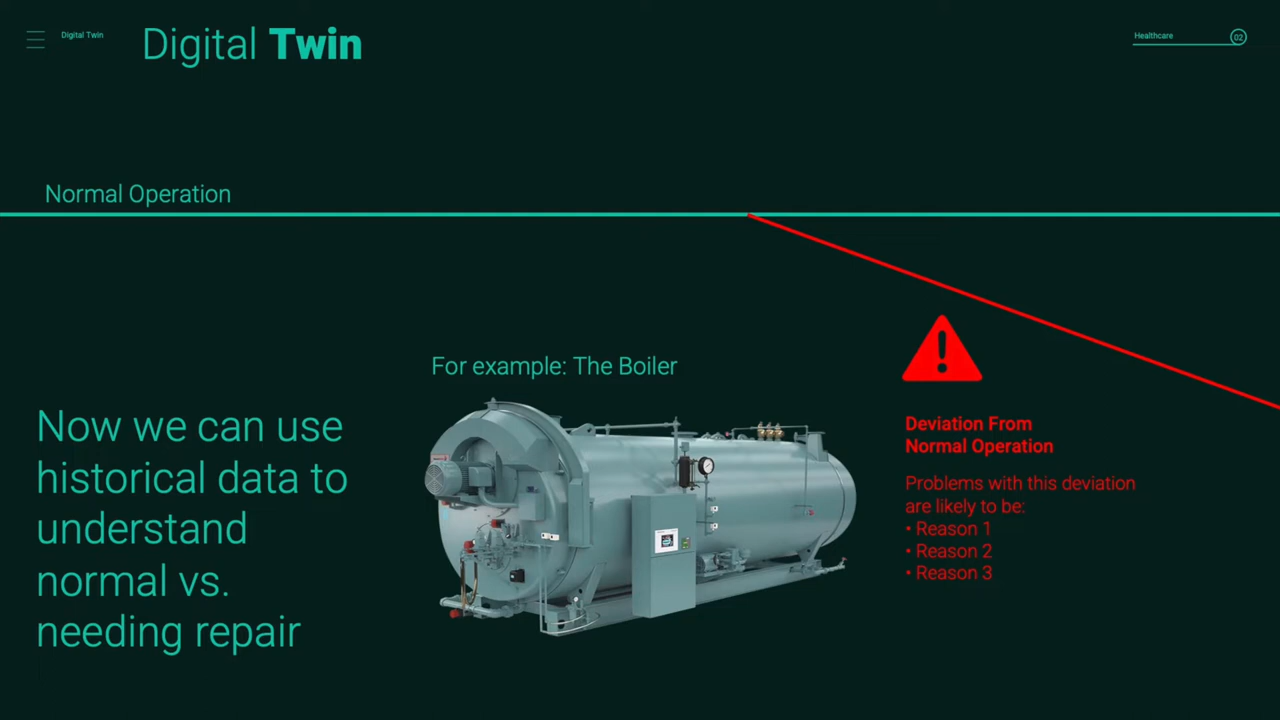 Digital Twin
Digital Twin
Healthcare
02
Normal Operation
For example: The Boiler
Now we can use
historical data to
understand
normal vs.
needing repair
Deviation From
Normal Operation
Problems with this deviation
are likely to be:
• Reason 1
• Reason 2
• Reason 3